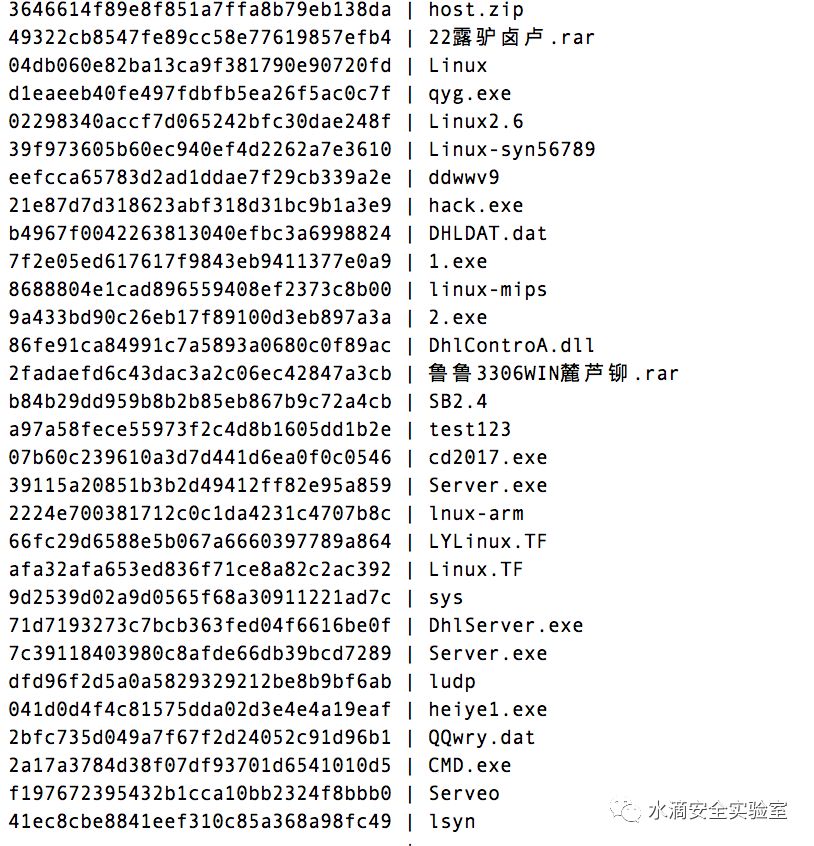 3646614f89e8f851a7ffa8b79eb138da | host.zip
49322cb8547fe89cc58e77619857efb4 | 22露驴卤卢.rar
04db060e82ba13ca9f381790e90720fd | Linux
d1eaeeb40fe497fdbfb5ea26f5ac0c7f | qyg.exe
02298340accf7d065242bfc30dae248f | Linux2.6
39f973605b60ec940ef4d2262a7e3610 | Linux-syn56789
eefcca65783d2ad1ddae7f29cb339a2e | ddwwv9
21e87d7d318623abf318d31bc9b1a3e9 | hack.exe
b4967f0042263813040efbc3a6998824 | DHLDAT.dat
7f2e05ed617617f9843eb9411377e0a9 | 1.exe
8688804e1cad896559408ef2373c8b00 | linux-mips
9a433bd90c26eb17f89100d3eb897a3a | 2.exe
86fe91ca84991c7a5893a0680c0f89ac | DhlControA.dll
2fadaefd6c43dac3a2c06ec42847a3cb | 鲁鲁3306WIN麓芦铆.rar
b84b29dd959b8b2b85eb867b9c72a4cb | SB2.4
a97a58fece55973f2c4d8b1605dd1b2e | test123
07b60c239610a3d7d441d6ea0f0c0546 | cd2017.exe
39115a20851b3b2d49412ff82e95a859 | Server.exe
2224e700381712c0c1da4231c4707b8c | lnux-arm
66fc29d6588e5b067a6660397789a864 | LYLinux.TF
afa32afa653ed836f71ce8a82c2ac392 | Linux.TF
9d2539d02a9d0565f68a30911221ad7c | sys
71d7193273c7bcb363fed04f6616be0f | DhlServer.exe
7c39118403980c8afde66db39bcd7289 | Server.exe
dfd96f2d5a0a5829329212be8b9bf6ab | ludp
041d0d4f4c81575dda02d3e4e4a19eaf | heiye1.exe
2bfc735d049a7f67f2d24052c91d96b1 | QQwry.dat
2a17a3784d38f07df93701d6541010d5 | CMD.exe
f197672395432b1cca10bb2324f8bbb0 | Serveo
41ec8cbe8841eef310c85a368a98fc49 | lsyn
水滴安全实验室